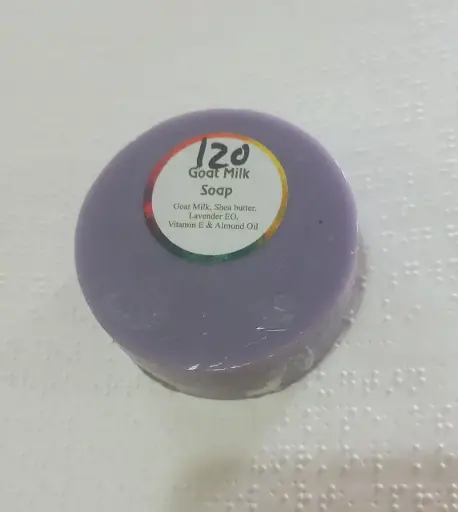 120
Goat Milk
Soap
Goat Milk, Shea butter,
Lavender EO,
Vitamin E & Almond Oil